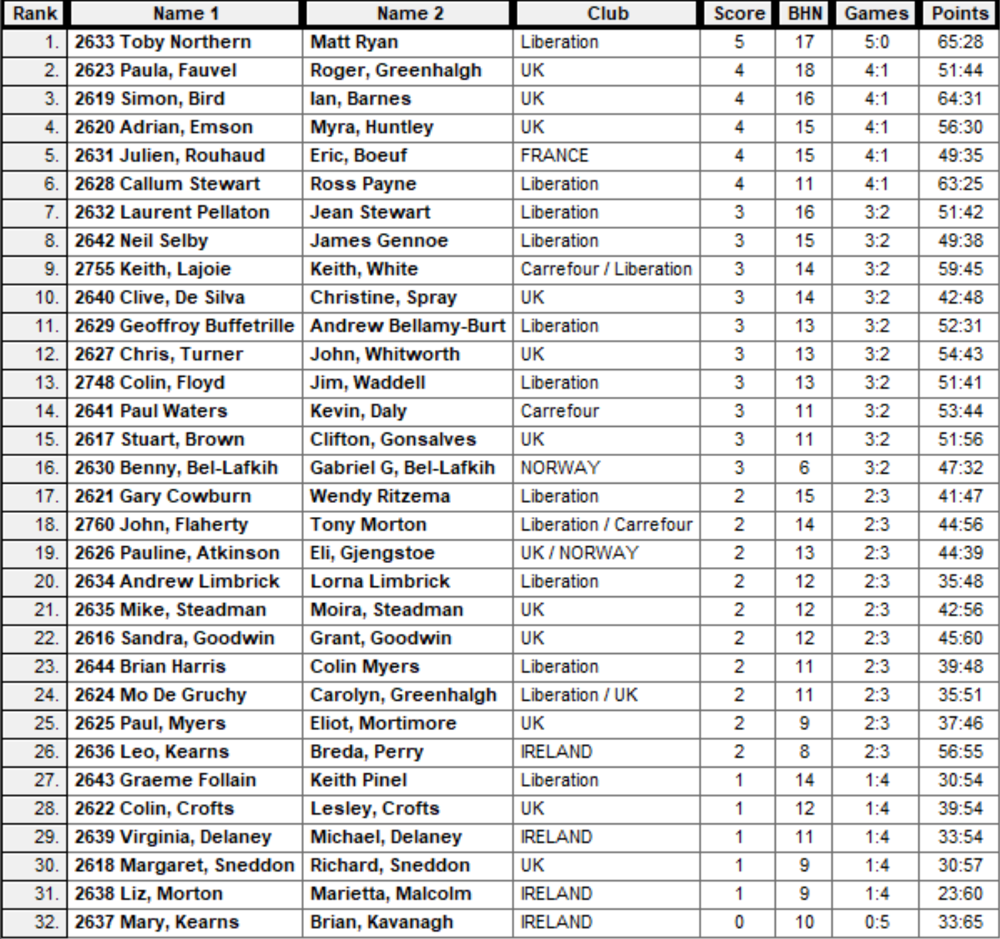 Rank Name 1 Name 2 Club Score BHN Games Points
1. 2633 Toby Northern Matt Ryan Liberation 5 17 5:0 65:28
2. 2623 Paula, Fauvel Roger, Greenhalgh UK 4 18 4:1 51:44
3. 2619 Simon, Bird Ian, Barnes UK 4 16 4:1 64:31
4. 2620 Adrian, Emson Myra, Huntley UK 4 15 4:1 56:30
5. 2631 Julien, Rouhaud Eric, Boeuf FRANCE 4 15 4:1 49:35
6. 2628 Callum Stewart Ross Payne Liberation 4 11 4:1 63:25
7. 2632 Laurent Pellaton Jean Stewart Liberation 3 16 3:2 51:42
8. 2642 Neil Selby James Gennoe Liberation 3 15 3:2 49:38
9. 2755 Keith, Lajoie Keith, White Carrefour / Liberation 3 14 3:2 59:45
10. 2640 Clive, De Silva Christine, Spray UK 3 14 3:2 42:48
11. 2629 Geoffroy Buffetrille Andrew Bellamy-Burt Liberation 3 13 3:2 52:31
12. 2627 Chris, Turner John, Whitworth UK 3 13 3:2 54:43
13. 2748 Colin, Floyd Jim, Waddell Liberation 3 13 3:2 51:41
14. 2641 Paul Waters Kevin, Daly Carrefour 3 11 3:2 53:44
15. 2617 Stuart, Brown Clifton, Gonsalves UK 3 11 3:2 51:56
16. 2630 Benny, Bel-Lafkih Gabriel G, Bel-Lafkih NORWAY 3 6 3:2 47:32
17. 2621 Gary Cowburn Wendy Ritzema Liberation 2 15 2:3 41:47
18. 2760 John, Flaherty Tony Morton Liberation / Carrefour 2 14 2:3 44:56
19. 2626 Pauline, Atkinson Eli, Gjengstoe UK / NORWAY 2 13 2:3 44:39
20. 2634 Andrew Limbrick Lorna Limbrick Liberation 2 12 2:3 35:48
21. 2635 Mike, Steadman Moira, Steadman UK 2 12 2:3 42:56
22. 2616 Sandra, Goodwin Grant, Goodwin UK 2 12 2:3 45:60
23. 2644 Brian Harris Colin Myers Liberation 2 11 2:3 39:48
24. 2624 Mo De Gruchy Carolyn, Greenhalgh Liberation / UK 2 11 2:3 35:51
25. 2625 Paul, Myers Eliot, Mortimore UK 2 9 2:3 37:46
26. 2636 Leo, Kearns Breda, Perry IRELAND 2 8 2:3 56:55
27. 2643 Graeme Follain Keith Pinel Liberation 1 14 1:4 30:54
28. 2622 Colin, Crofts Lesley, Crofts UK 1 12 1:4 39:54
29. 2639 Virginia, Delaney Michael, Delaney IRELAND 1 11 1:4 33:54
30. 2618 Margaret, Sneddon Richard, Sneddon UK 1 9 1:4 30:57
31. 2638 Liz, Morton Marietta, Malcolm IRELAND 1 9 1:4 23:60
32. 2637 Mary, Kearns Brian, Kavanagh IRELAND 0 10 0:5 33:65